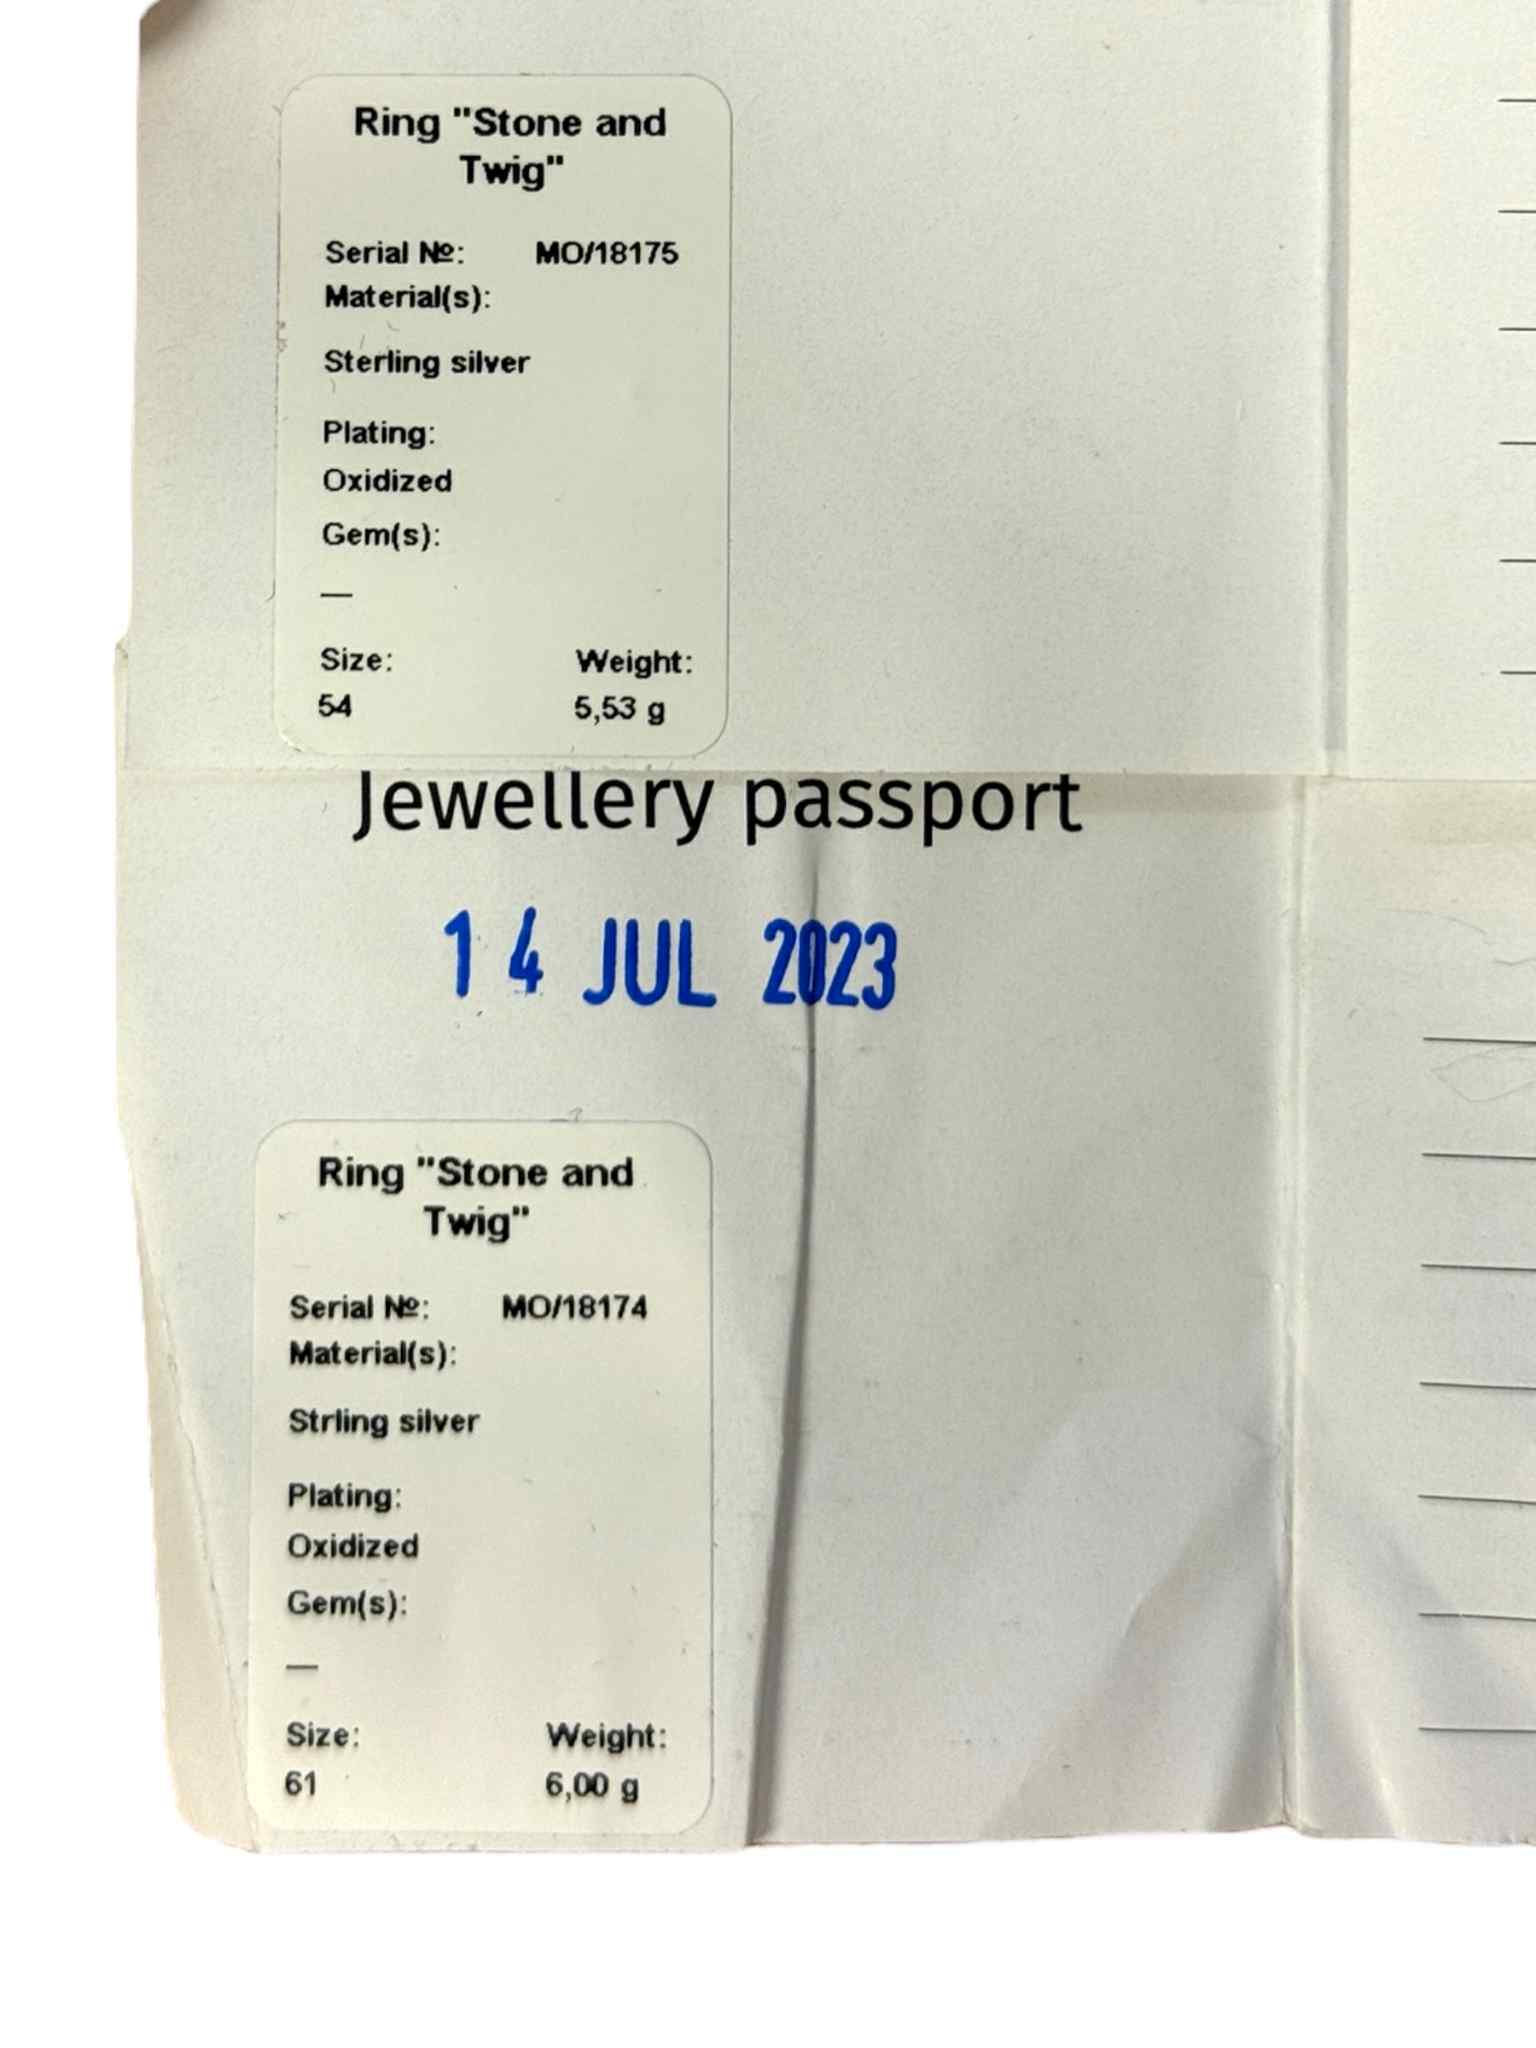 Ring "Stone and
Twig"
Serial №: MO/18175
Material(s):
Sterling silver
Plating:
Oxidized
Gem(s):
—
Size: Weight:
54 5,53 g
Jewellery passport
14 JUL 2023
Ring "Stone and
Twig"
Serial №: MO/18174
Material(s):
Strling silver
Plating:
Oxidized
Gem(s):
—
Size: Weight:
61 6,00 g